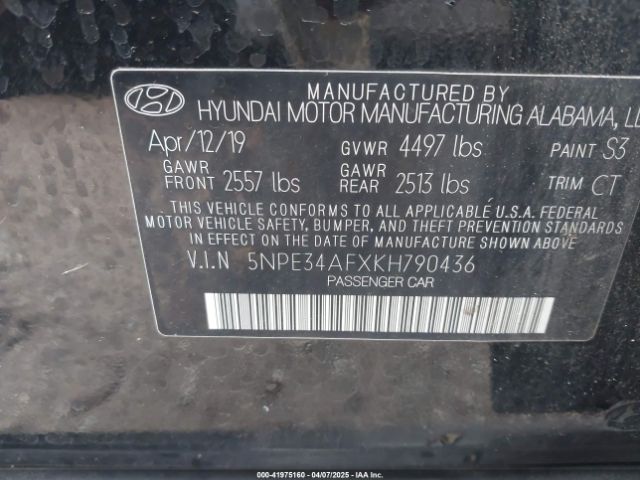 MANUFACTURED BY
HYUNDAI MOTOR MANUFACTURING ALABAMA, LL
Apr/12/19 GVWR 4497 lbs PAINT S3
GAWR FRONT 2557 lbs GAWR REAR 2513 lbs TRIM CT
THIS VEHICLE CONFORMS TO ALL APPLICABLE U.S.A. FEDERAL
MOTOR VEHICLE SAFETY, BUMPER, AND THEFT PREVENTION STANDARDS
IN EFFECT ON THE DATE OF MANUFACTURE SHOWN ABOVE.
V.I.N 5NPE34AFXKH790436
PASSENGER CAR
000-41975160 - 04/07/2025 - IAA Inc.